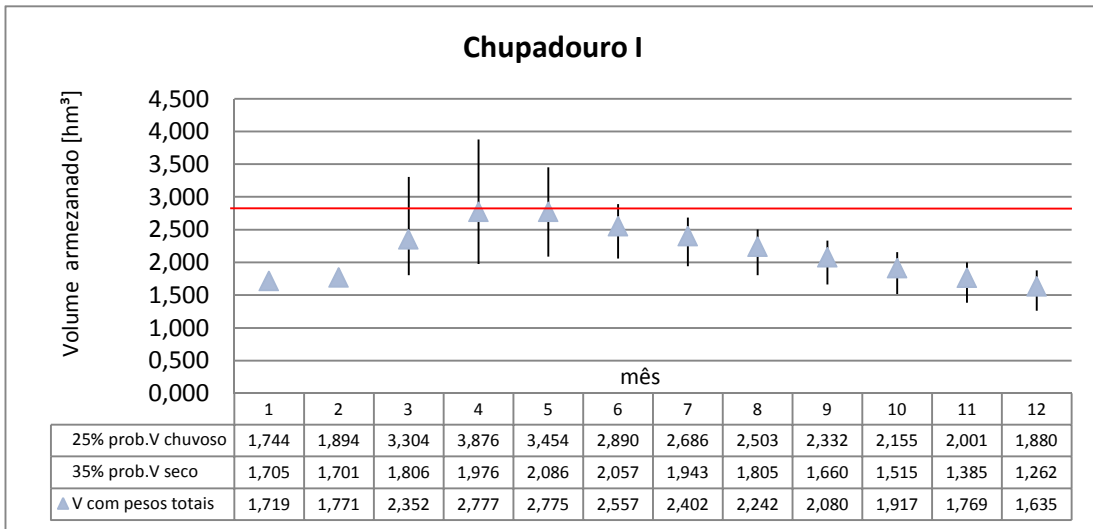 Chupadouro I
Volume armezanado [hm³]
4,500
4,000
3,500
3,000
2,500
2,000
1,500
1,000
0,500
0,000
mês
1 2 3 4 5 6 7 8 9 10 11 12
25% prob.V chuvoso 1,744 1,894 3,304 3,876 3,454 2,890 2,686 2,503 2,332 2,155 2,001 1,880
35% prob.V seco 1,705 1,701 1,806 1,976 2,086 2,057 1,943 1,805 1,660 1,515 1,385 1,262
V com pesos totais 1,719 1,771 2,352 2,777 2,775 2,557 2,402 2,242 2,080 1,917 1,769 1,635